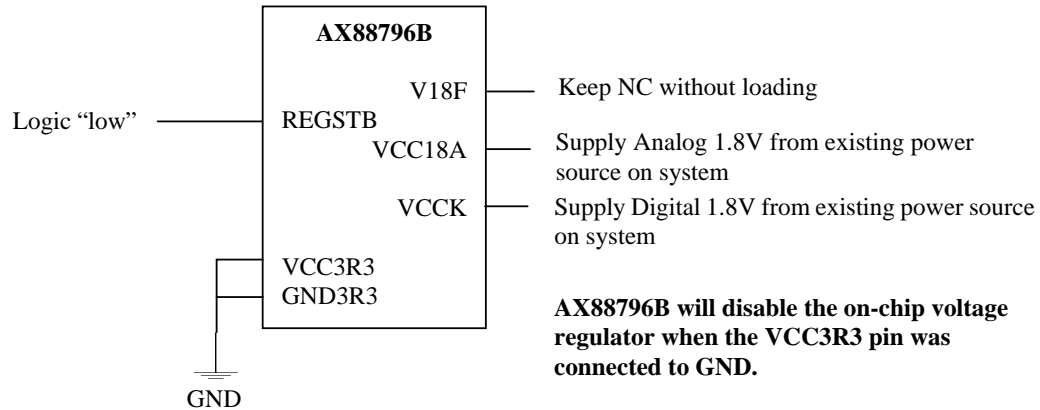 AX88796B
V18F
Keep NC without loading
Logic “low”
REGSTB
VCC18A
Supply Analog 1.8V from existing power
source on system
VCCK
Supply Digital 1.8V from existing power source
on system
VCC3R3
GND3R3
AX88796B will disable the on-chip voltage
regulator when the VCC3R3 pin was
connected to GND.
GND